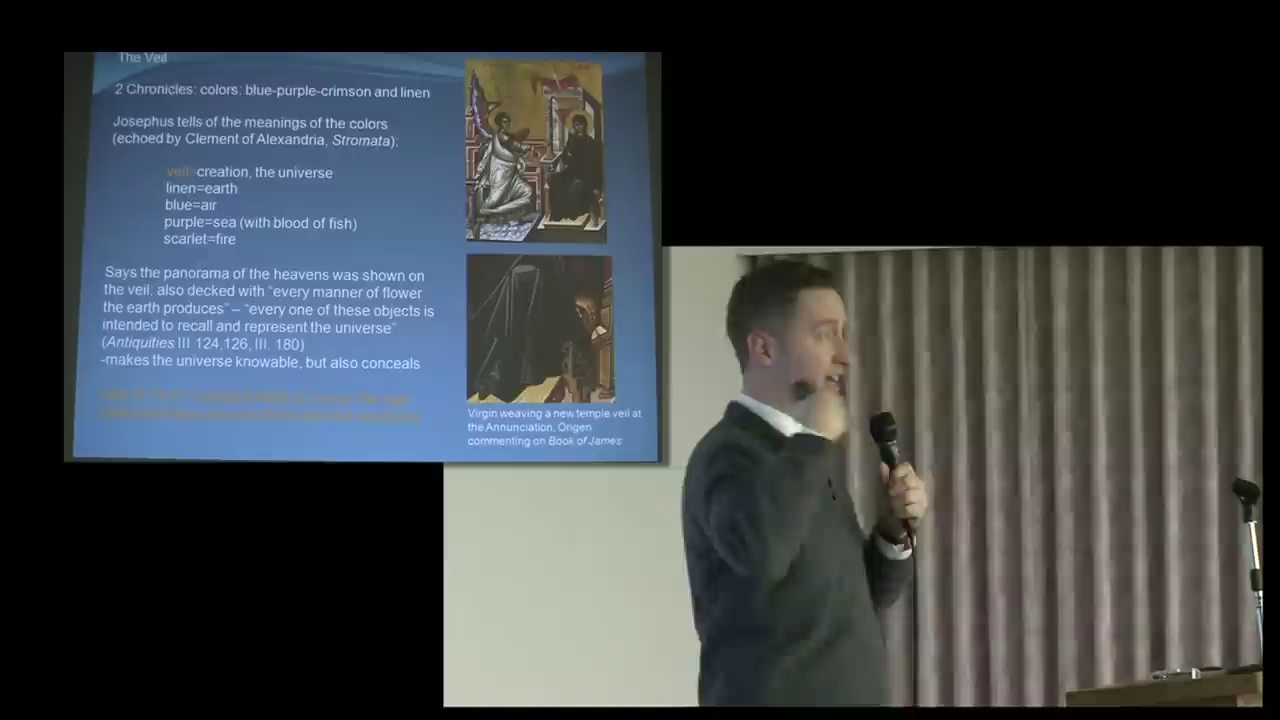 The Veil
2 Chronicles: colors: blue-purple-crimson and linen
Josephus tells of the meanings of the colors
(echoed by Clement of Alexandria, Stromata):
veil=creation, the universe
linen=earth
blue=air
purple=sea (with blood of fish)
scarlet=fire
Says the panorama of the heavens was shown on
the veil; also decked with “every manner of flower
the earth produces” – “every one of these objects is
intended to recall and represent the universe”
(Antiquities III 124,126, III. 180)
-makes the universe knowable, but also conceals
Virgin weaving a new temple veil at
the Annunciation, Origen
commenting on Book of James